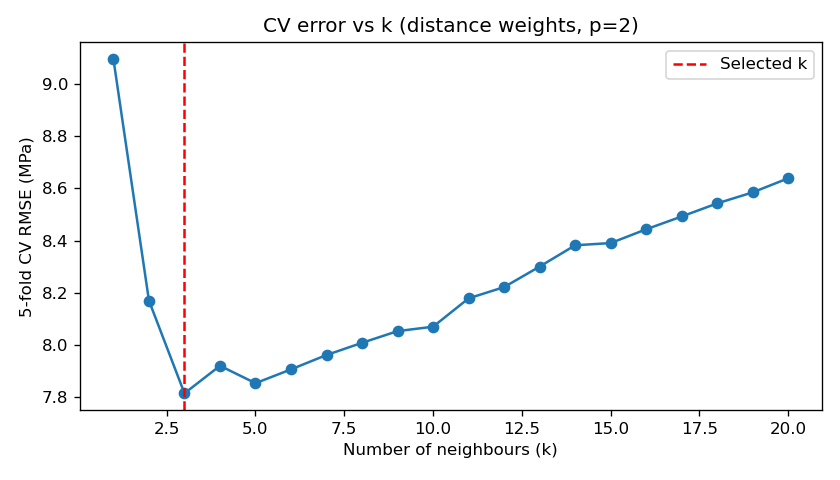 CV error vs k (distance weights, p=2)
Selected k
5-fold CV RMSE (MPa)
9.0
8.8
8.6
8.4
8.2
8.0
7.8
2.5 5.0 7.5 10.0 12.5 15.0 17.5 20.0
Number of neighbours (k)